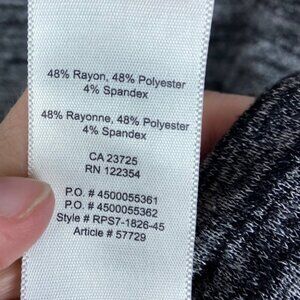 48% Rayon, 48% Polyester
4% Spandex
48% Rayonne, 48% Polyester
4% Spandex
CA 23725
RN 122354
P.O. # 4500055361
P.O. # 4500055362
Style # RPS7-1826-45
Article # 57729